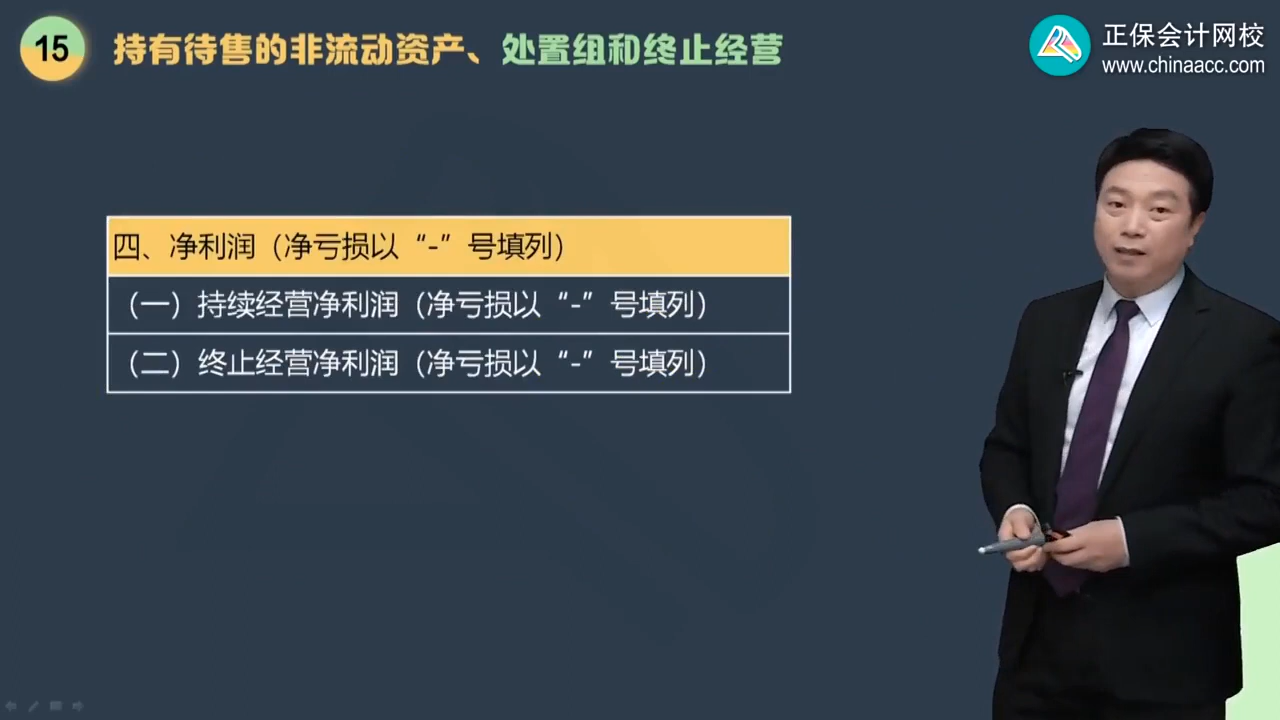 15
持有待售的非流动资产、处置组和终止经营
正保会计网校
www.chinaacc.com
四、净利润（净亏损以“-”号填列）
（一）持续经营净利润（净亏损以“-”号填列）
（二）终止经营净利润（净亏损以“-”号填列）